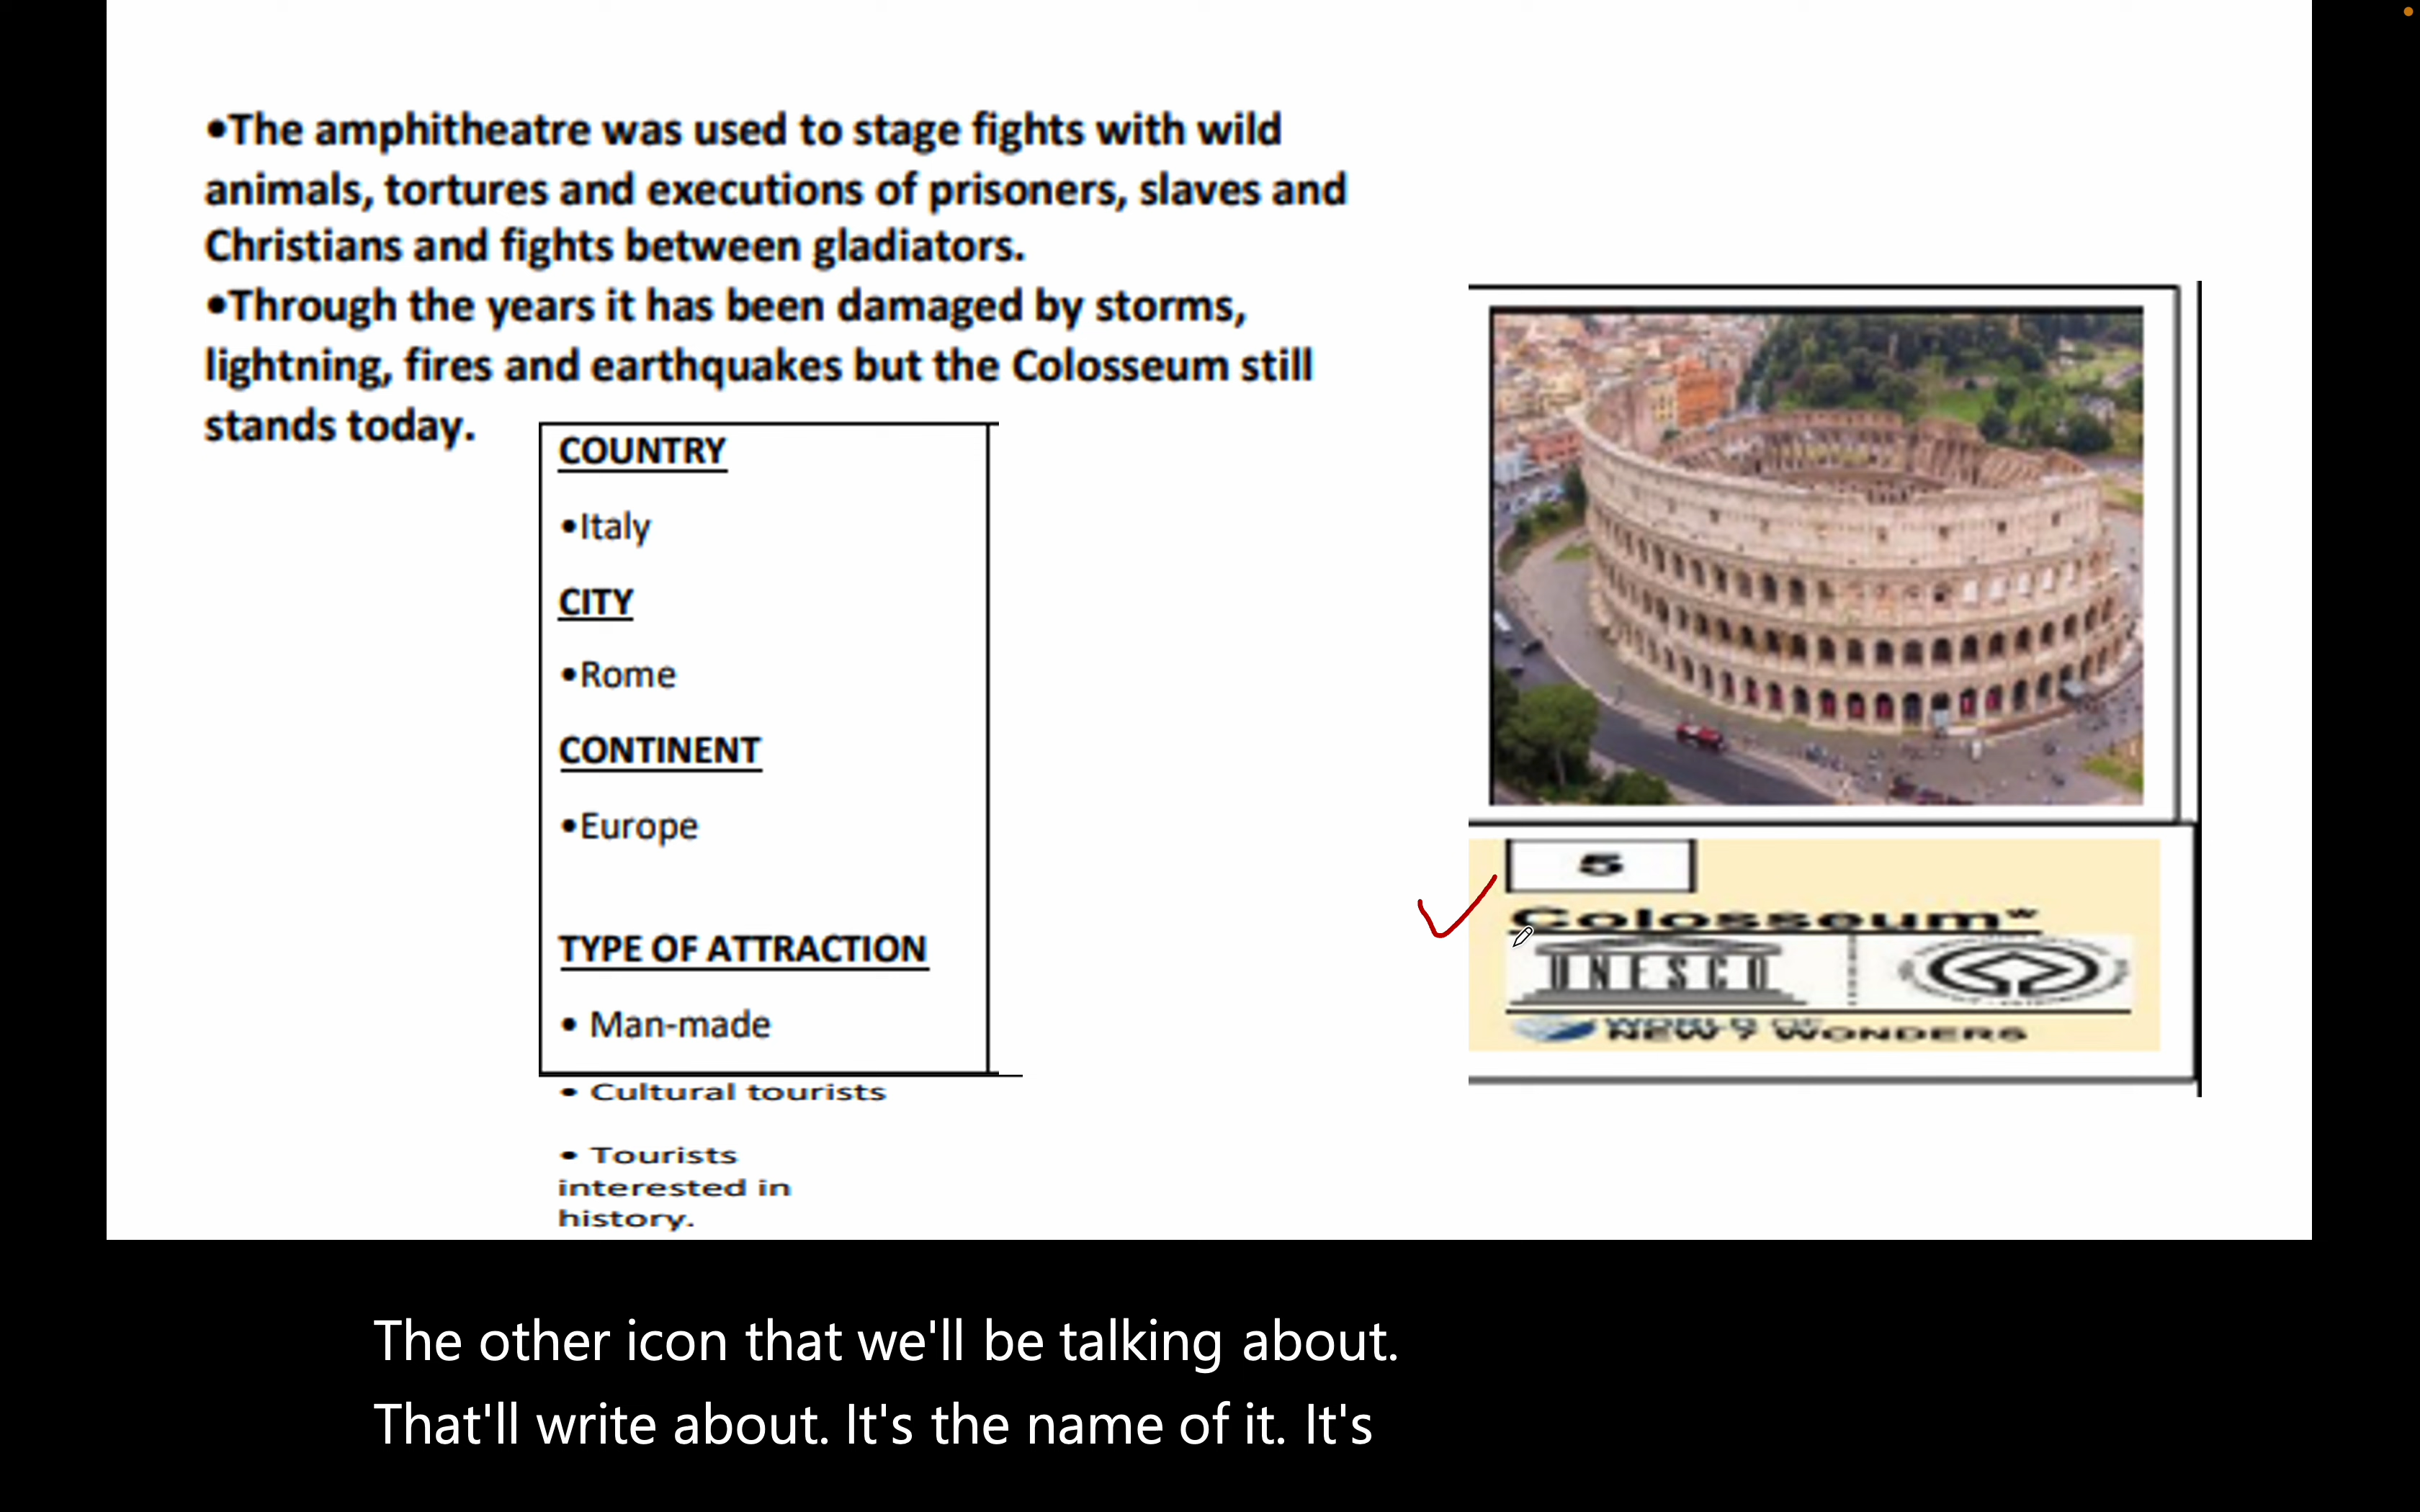 •The amphitheatre was used to stage fights with wild
animals, tortures and executions of prisoners, slaves and
Christians and fights between gladiators.
•Through the years it has been damaged by storms,
lightning, fires and earthquakes but the Colosseum still
stands today.
COUNTRY
•Italy
CITY
•Rome
CONTINENT
•Europe
TYPE OF ATTRACTION
• Man-made
• Cultural tourists
• Tourists
interested in
history.
5
Colosseum*
UNESCO
NEW 7 WONDERS
The other icon that we'll be talking about.
That'll write about. It's the name of it. It's